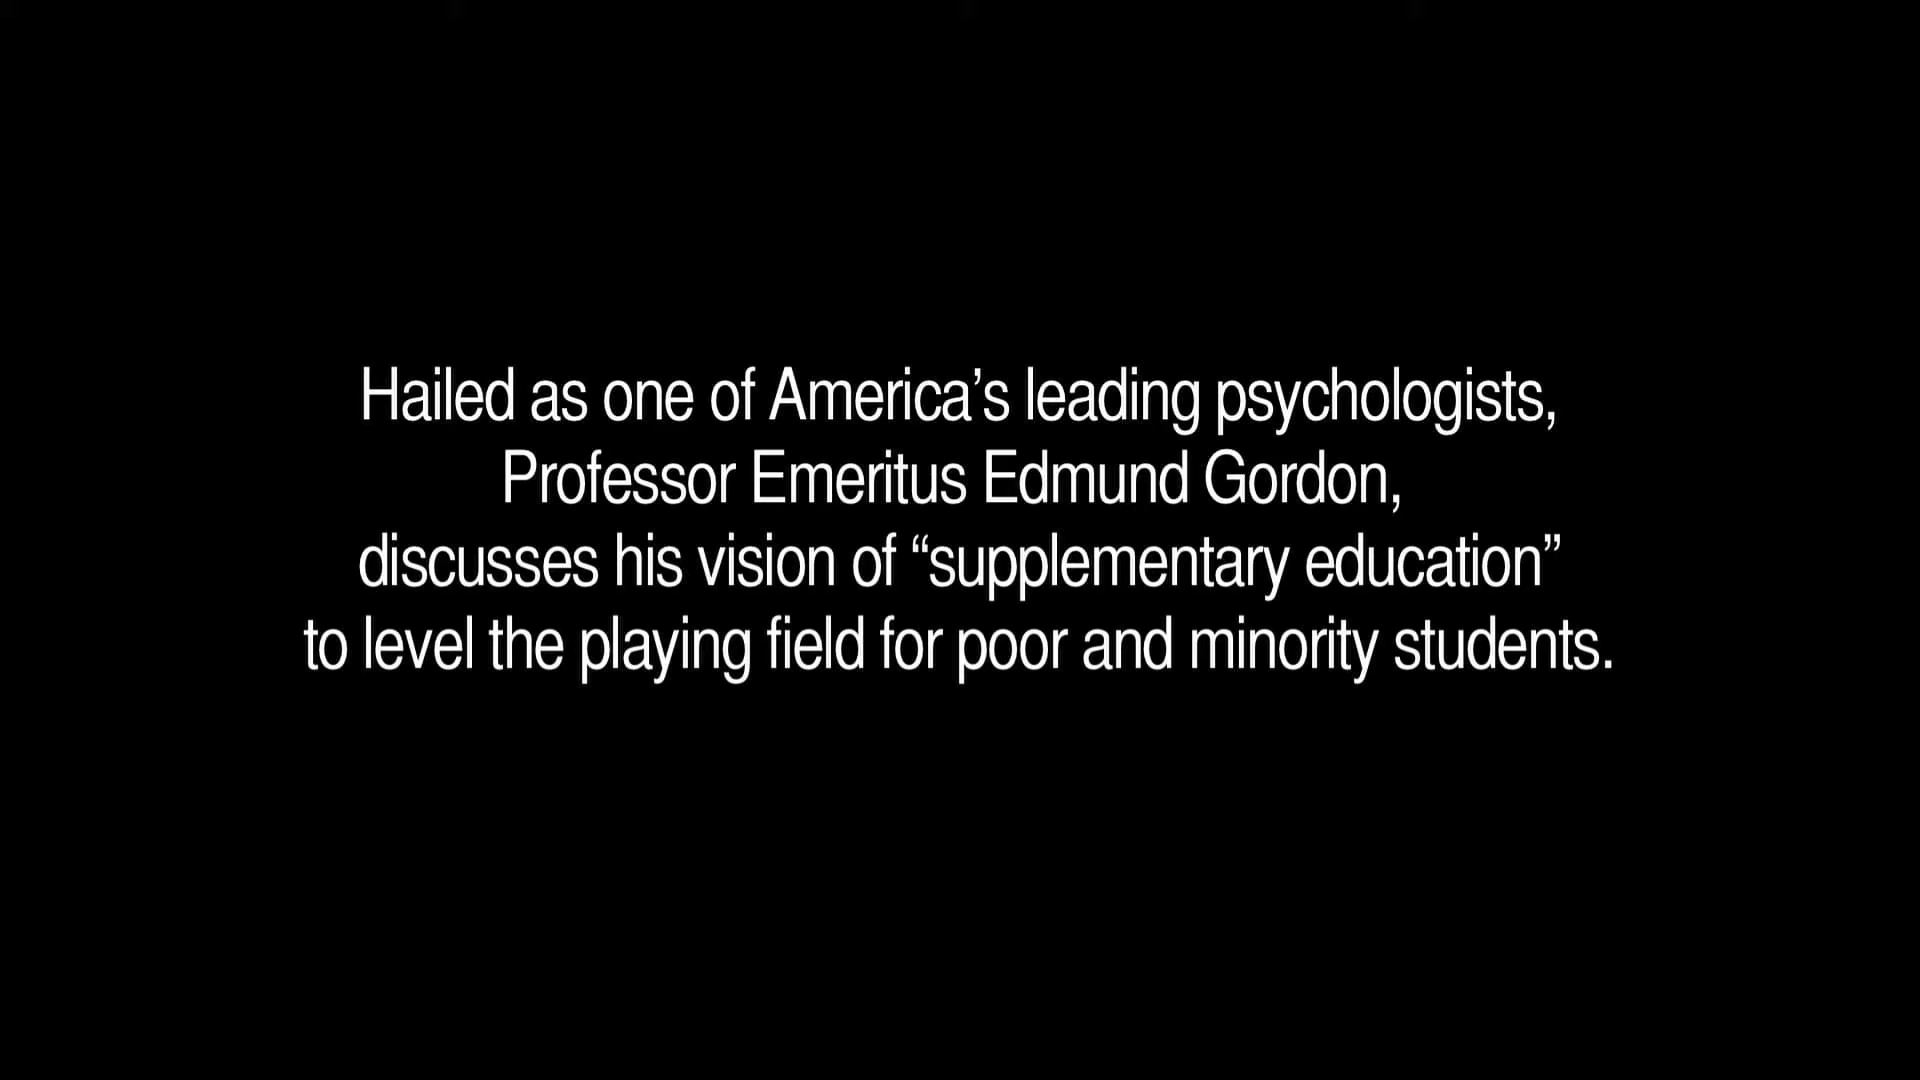 Hailed as one of America’s leading psychologists,
Professor Emeritus Edmund Gordon,
discusses his vision of “supplementary education”
to level the playing field for poor and minority students.